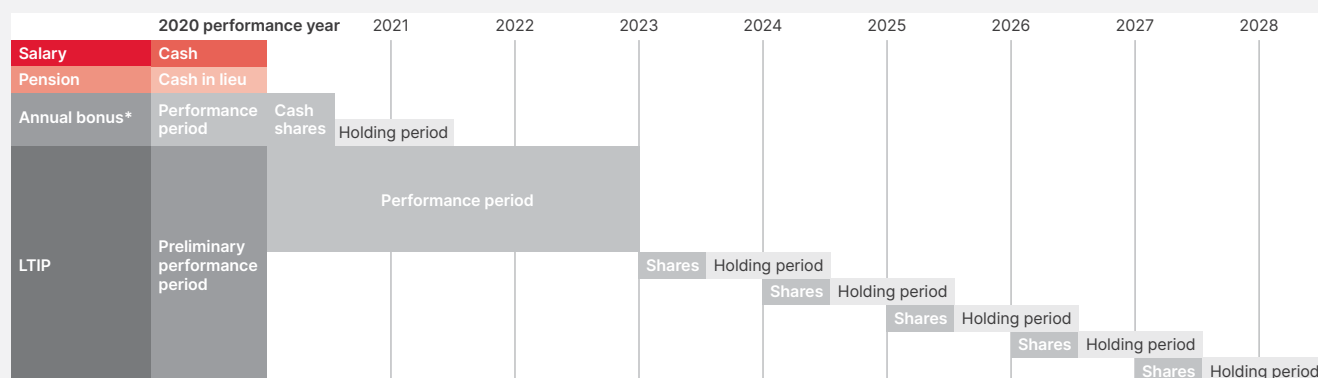 2020 performance year 2021 2022 2023 2024 2025 2026 2027 2028
Salary Cash
Pension Cash in lieu
Annual bonus* Performance period Cash shares Holding period
Performance period
LTIP Preliminary performance period
Shares Holding period
Shares Holding period
Shares Holding period
Shares Holding period
Shares Holding period